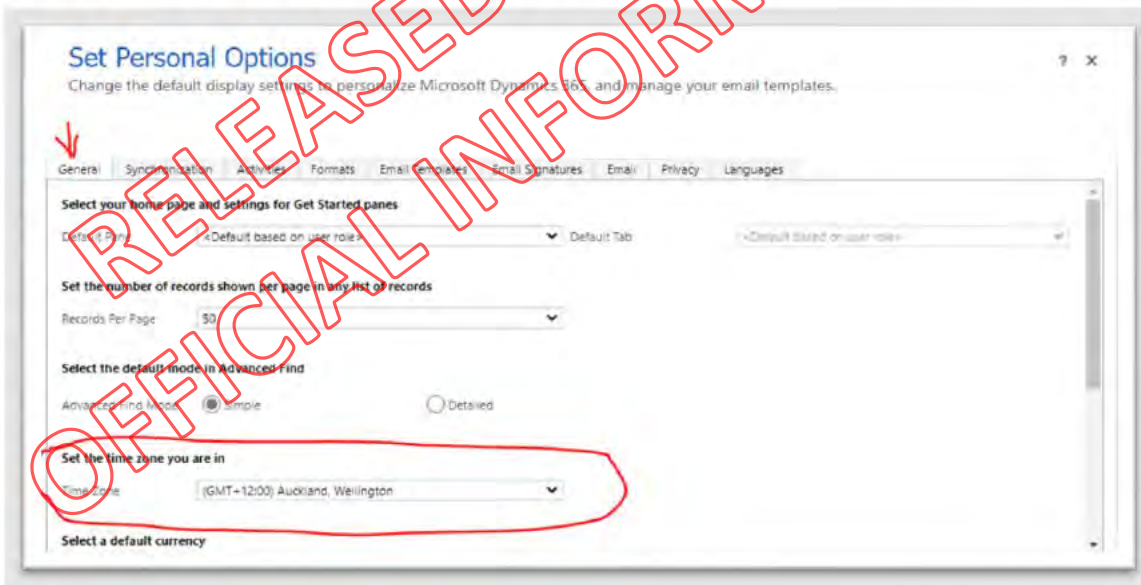 Set Personal Options
? X
Change the default display settings to personalize Microsoft Dynamics 365, and manage your email templates.
General Synchronization Activities Formats Email Templates Email Signatures Email Privacy Languages
Select your home page and settings for Get Started panes
Default Pane <Default based on user role> Default Tab <Default based on user role>
Set the number of records shown per page in any list of records
Records Per Page 50
Select the default mode in Advanced Find
Advanced Find Mode Simple Detailed
Set the time zone you are in
Time Zone (GMT+12:00) Auckland, Wellington
Select a default currency
RELEASED
OFFICIAL INFORM